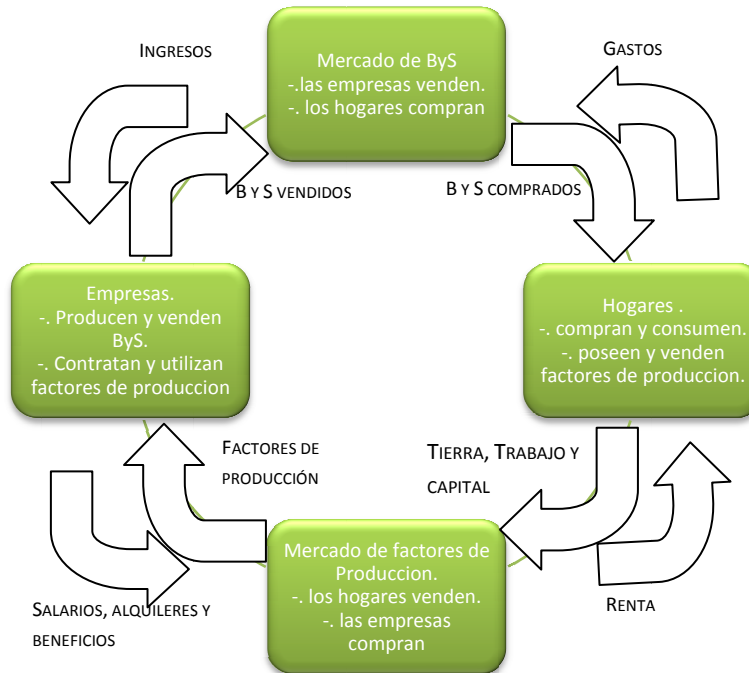 INGRESOS
Mercado de ByS
-.las empresas venden.
-. los hogares compran
GASTOS
B Y S VENDIDOS
B Y S COMPRADOS
Empresas.
-. Producen y venden
ByS.
-. Contratan y utilizan
factores de produccion
Hogares .
-. compran y consumen.
-. poseen y venden
factores de produccion.
FACTORES DE
PRODUCCIÓN
TIERRA, TRABAJO Y
CAPITAL
Mercado de factores de
Produccion.
-. los hogares venden.
-. las empresas
compran
SALARIOS, ALQUILERES Y
BENEFICIOS
RENTA